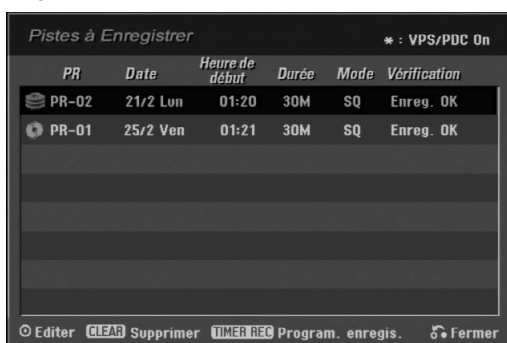 Pistes à Enregistrer
* : VPS/PDC On
PR Date Heure de début Durée Mode Vérification
PR-02 21/2 Lun 01:20 30M SQ Enreg. OK
PR-01 25/2 Ven 01:21 30M SQ Enreg. OK
Editer CLEAR Supprimer TIMER REC Program. enregis. Fermer